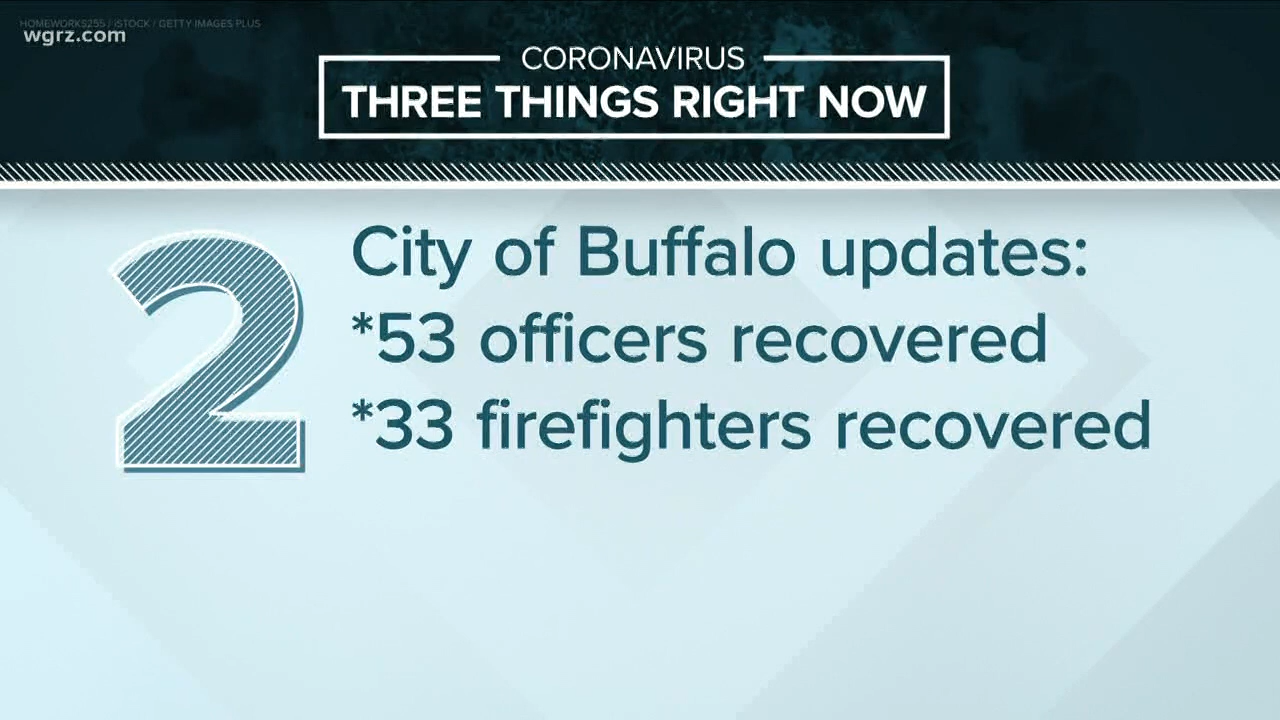 HOMEWORKS255 / iSTOCK / GETTY IMAGES PLUS
wgrz.com
CORONAVIRUS
THREE THINGS RIGHT NOW
2
City of Buffalo updates:
*53 officers recovered
*33 firefighters recovered